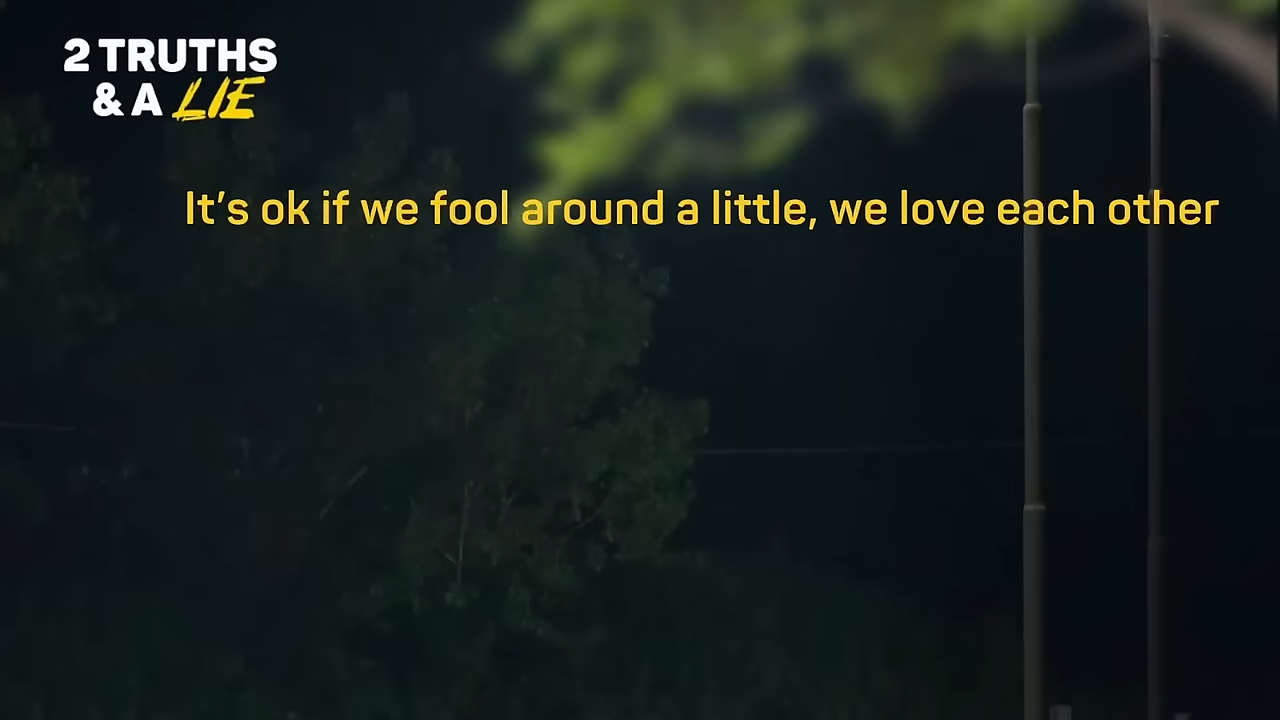 2 TRUTHS
& A LIE
It's ok if we fool around a little, we love each other